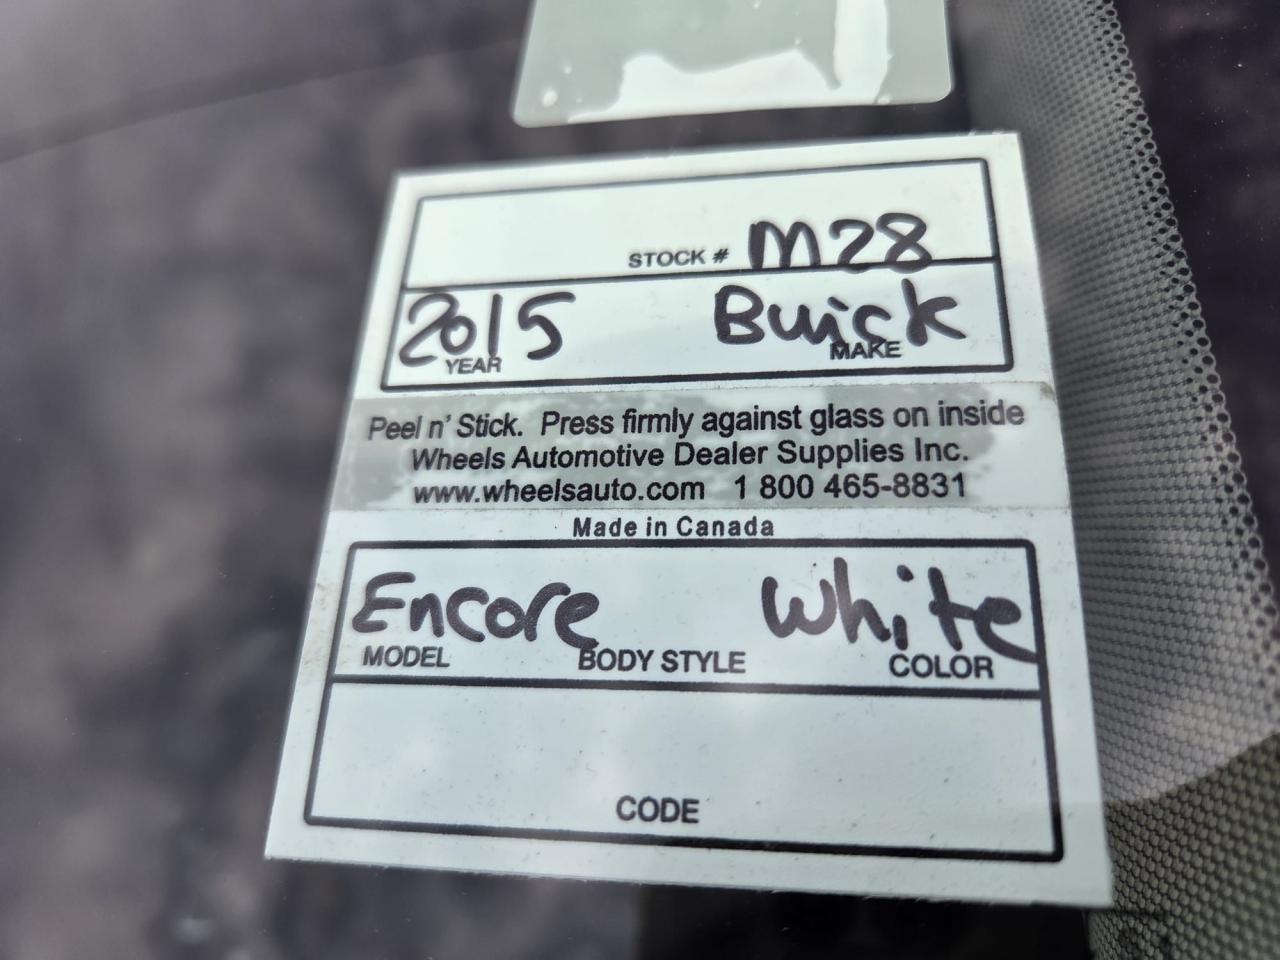 STOCK # M28
2015 Buick
YEAR MAKE
Peel n' Stick. Press firmly against glass on inside
Wheels Automotive Dealer Supplies Inc.
www.wheelsauto.com 1 800 465-8831
Made in Canada
Encore White
MODEL BODY STYLE COLOR
CODE